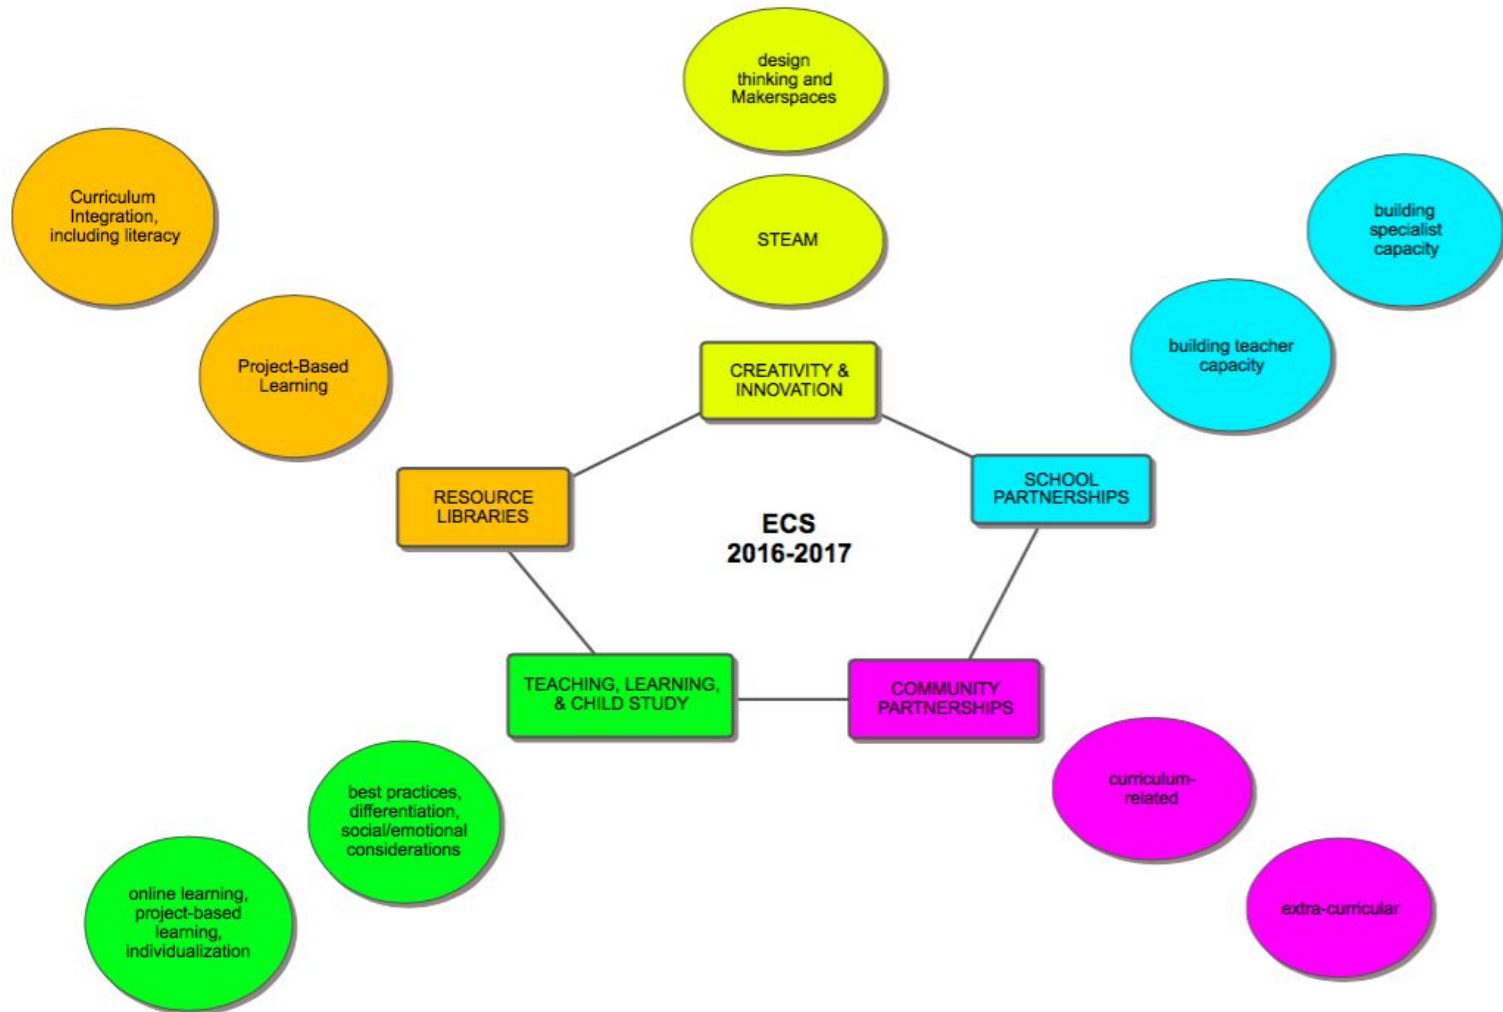 design
thinking and
Makerspaces
STEAM
CREATIVITY &
INNOVATION
Curriculum
Integration,
including literacy
Project-Based
Learning
RESOURCE
LIBRARIES
building
specialist
capacity
building teacher
capacity
SCHOOL
PARTNERSHIPS
ECS
2016-2017
TEACHING, LEARNING,
& CHILD STUDY
best practices,
differentiation,
social/emotional
considerations
online learning,
project-based
learning,
individualization
COMMUNITY
PARTNERSHIPS
curriculum-
related
extra-curricular